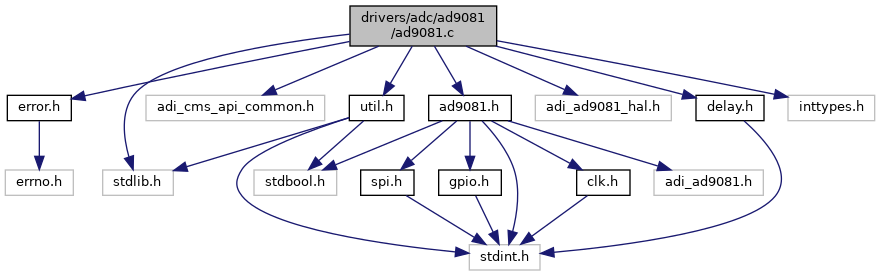 drivers/adc/ad9081
/ad9081.c
error.h
adi_cms_api_common.h
util.h
ad9081.h
adi_ad9081_hal.h
delay.h
inttypes.h
errno.h
stdlib.h
stdbool.h
spi.h
gpio.h
clk.h
adi_ad9081.h
stdint.h